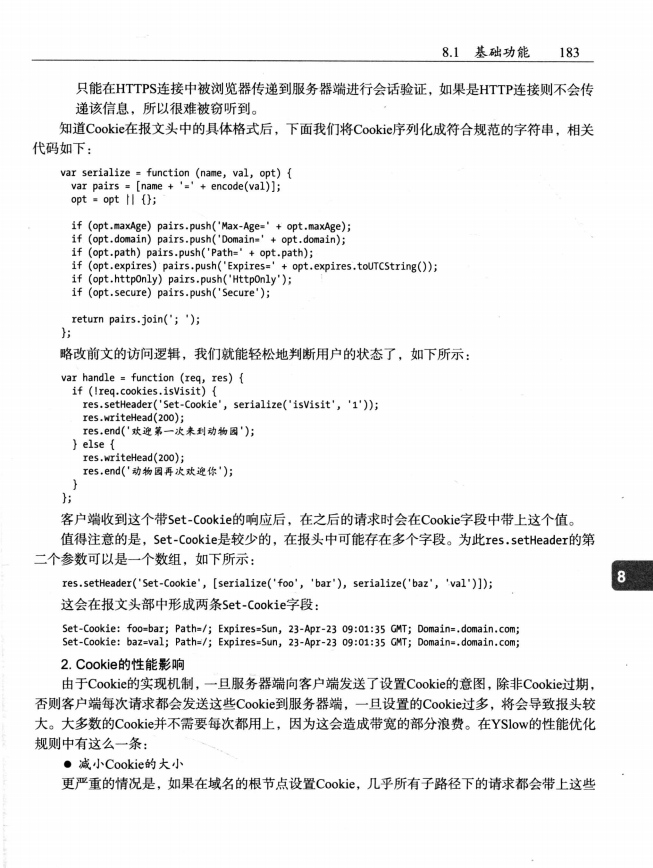 8.1 基础功能 183
只能在HTTPS连接中被浏览器传递到服务器端进行会话验证，如果是HTTP连接则不会传
递该信息，所以很难被窃听到。
知道Cookie在报文头中的具体格式后，下面我们将Cookie序列化成符合规范的字符串，相关
代码如下：
var serialize = function (name, val, opt) {
var pairs = [name + '=' + encode(val)];
opt = opt || {};
if (opt.maxAge) pairs.push('Max-Age=' + opt.maxAge);
if (opt.domain) pairs.push('Domain=' + opt.domain);
if (opt.path) pairs.push('Path=' + opt.path);
if (opt.expires) pairs.push('Expires=' + opt.expires.toUTCString());
if (opt.httpOnly) pairs.push('HttpOnly');
if (opt.secure) pairs.push('Secure');
return pairs.join('; ');
};
略改前文的访问逻辑，我们就能轻松地判断用户的状态了，如下所示：
var handle = function (req, res) {
if (!req.cookies.isVisit) {
res.setHeader('Set-Cookie', serialize('isVisit', '1'));
res.writeHead(200);
res.end('欢迎第一次来到动物园');
} else {
res.writeHead(200);
res.end('动物园再次欢迎你');
}
};
客户端收到这个带Set-Cookie的响应后，在之后的请求时会在Cookie字段中带上这个值。
值得注意的是，Set-Cookie是较少的，在报头中可能存在多个字段。为此res.setHeader的第
二个参数可以是一个数组，如下所示：
res.setHeader('Set-Cookie', [serialize('foo', 'bar'), serialize('baz', 'val')]);
8
这会在报文头部中形成两条Set-Cookie字段：
Set-Cookie: foo=bar; Path=/; Expires=Sun, 23-Apr-23 09:01:35 GMT; Domain=.domain.com;
Set-Cookie: baz=val; Path=/; Expires=Sun, 23-Apr-23 09:01:35 GMT; Domain=.domain.com;
2. Cookie的性能影响
由于Cookie的实现机制，一旦服务器端向客户端发送了设置Cookie的意图，除非Cookie过期，
否则客户端每次请求都会发送这些Cookie到服务器端，一旦设置的Cookie过多，将会导致报头较
大。大多数的Cookie并不需要每次都用上，因为这会造成带宽的部分浪费。在YSlow的性能优化
规则中有这么一条：
● 减小Cookie的大小
更严重的情况是，如果在域名的根节点设置Cookie，几乎所有子路径下的请求都会带上这些